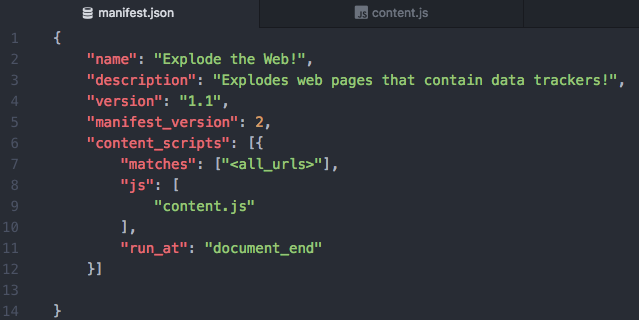 manifest.json
content.js
1 {
2 "name": "Explode the Web!",
3 "description": "Explodes web pages that contain data trackers!",
4 "version": "1.1",
5 "manifest_version": 2,
6 "content_scripts": [{
7 "matches": ["<all_urls>"],
8 "js": [
9 "content.js"
10 ],
11 "run_at": "document_end"
12 }]
13
14 }